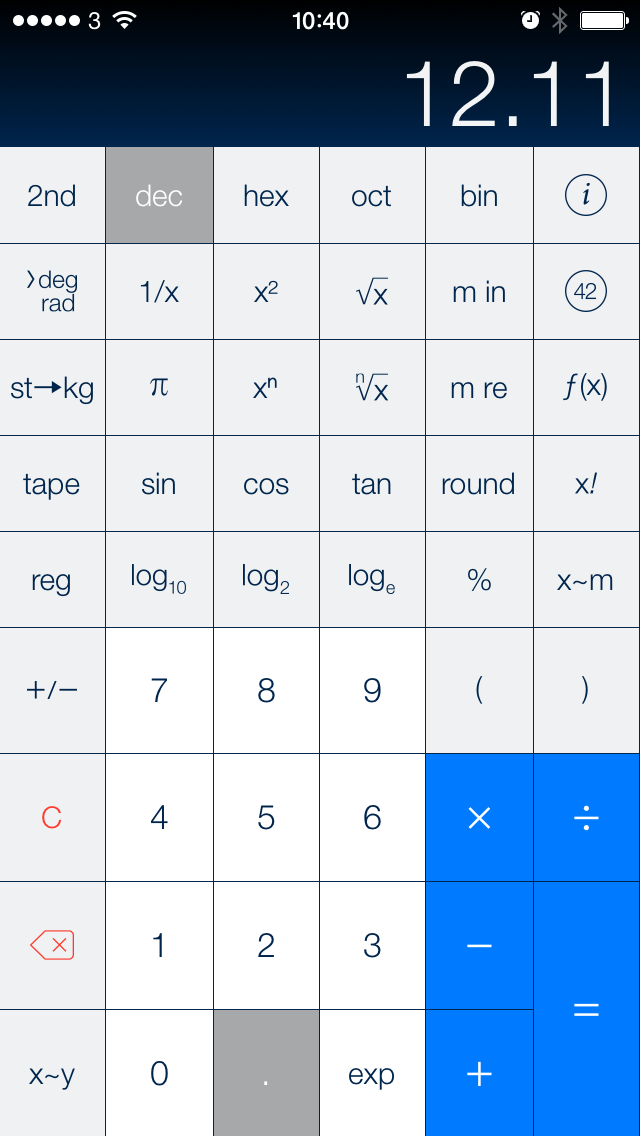 3 10:40
12.11
2nd dec hex oct bin i
>deg
rad 1/x x² √x m in 42
st→kg π xⁿ ⁿ√x m re f(x)
tape sin cos tan round x!
reg log₁₀ log₂ logₑ % x~m
+/− 7 8 9 ( )
C 4 5 6 × ÷
1 2 3 − =
x~y 0 . exp +